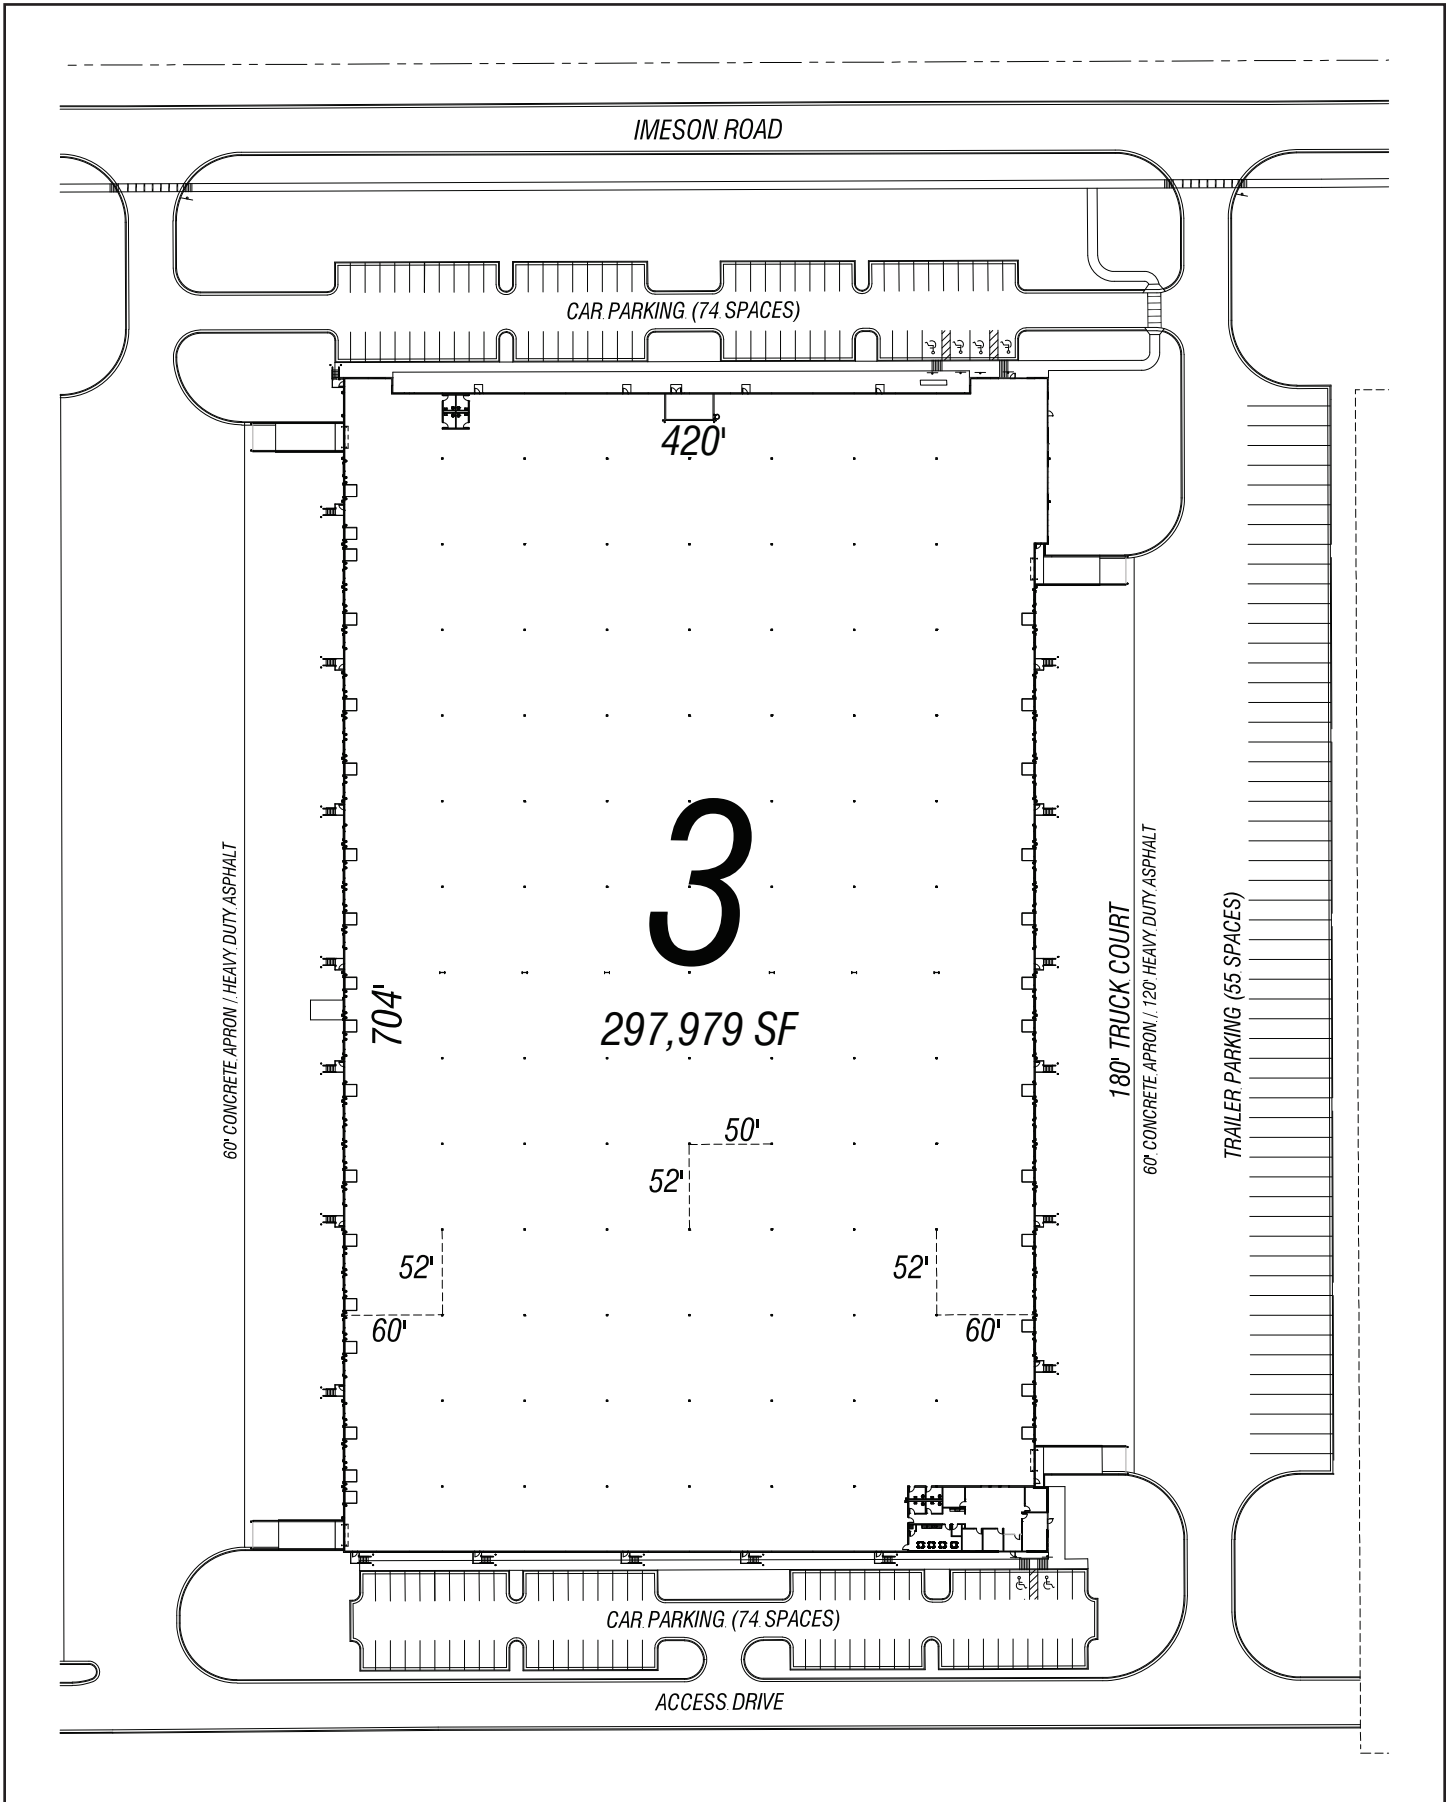 IMESON ROAD
CAR PARKING (74 SPACES)
420'
3
297,979 SF
704'
60' CONCRETE APRON / HEAVY DUTY ASPHALT
180' TRUCK COURT
60' CONCRETE APRON / 120' HEAVY DUTY ASPHALT
TRAILER PARKING (55 SPACES)
50'
52'
52'
60'
52'
60'
CAR PARKING (74 SPACES)
ACCESS DRIVE